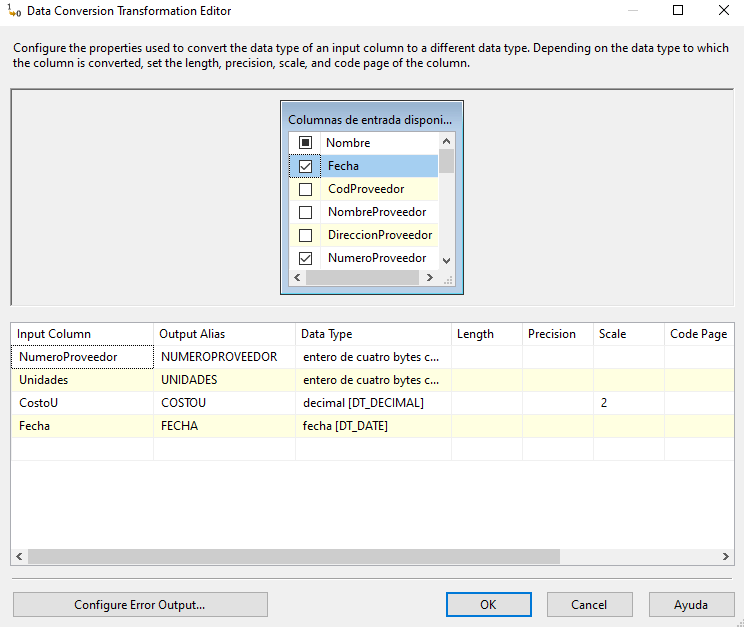 Data Conversion Transformation Editor
Configure the properties used to convert the data type of an input column to a different data type. Depending on the data type to which
the column is converted, set the length, precision, scale, and code page of the column.
Columnas de entrada disponi...
Nombre
Fecha
CodProveedor
NombreProveedor
DireccionProveedor
NumeroProveedor
Input Column Output Alias Data Type Length Precision Scale Code Page
NumeroProveedor NUMEROPROVEEDOR entero de cuatro bytes c...
Unidades UNIDADES entero de cuatro bytes c...
CostoU COSTOU decimal [DT_DECIMAL] 2
Fecha FECHA fecha [DT_DATE]
Configure Error Output... OK Cancel Ayuda